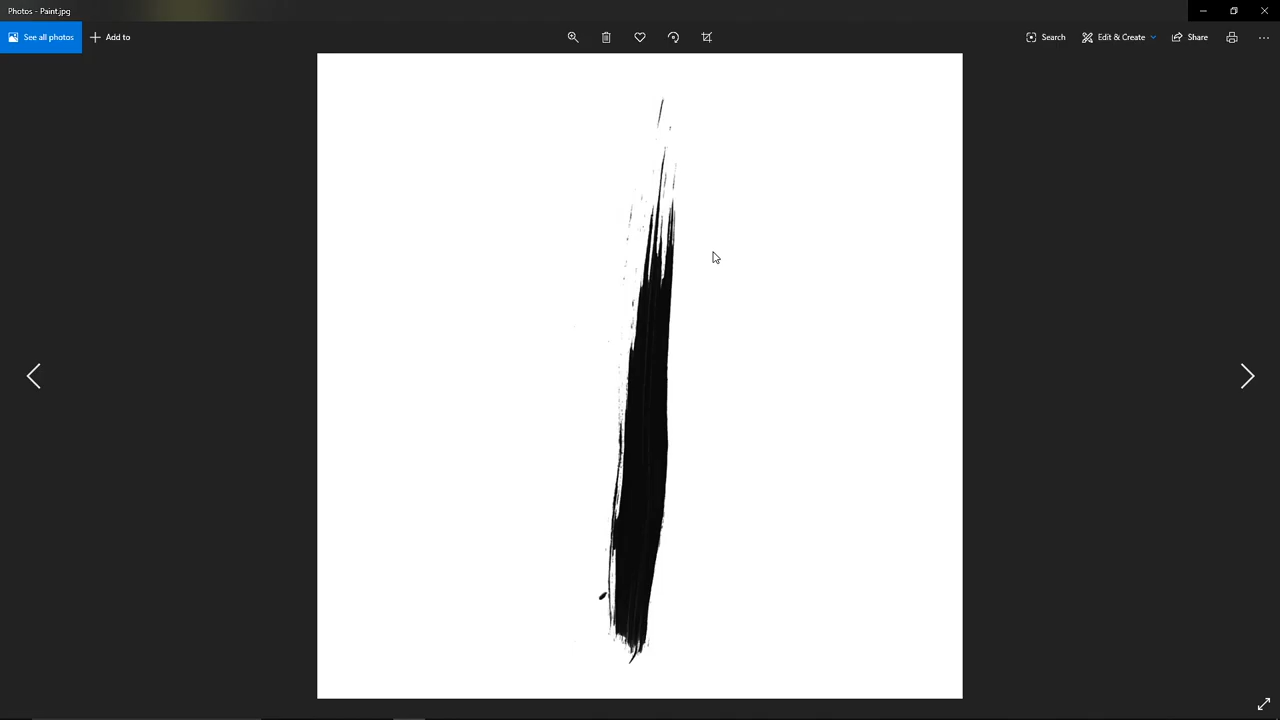 Photos - Paint.jpg
See all photos
Add to
Search
Edit & Create
Share